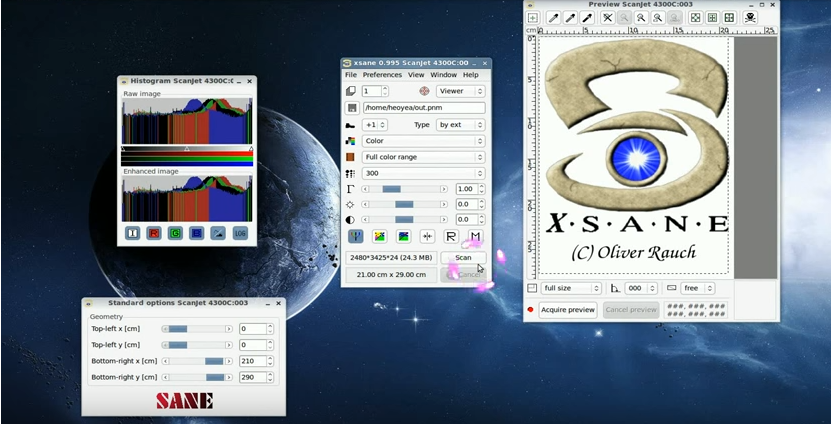 Histogram ScanJet 4300C:(
Raw image
Enhanced image
xsane 0.995 ScanJet 4300C:00
File Preferences View Window Help
1 Viewer
/home/heoyea/out.pnm
+1 Type by ext
Color
Full color range
300
1.00
0.0
0.0
2480*3425*24 (24.3 MB) Scan
21.00 cm x 29.00 cm Cancel
Preview ScanJet 4300C:003
cm 0 5 10 15 20 25
X·S·A·N·E
(C) Oliver Rauch
full size 000 free
Acquire preview Cancel preview ###, ###, ###
###, ###, ###
Standard options ScanJet 4300C:003
Geometry
Top-left x [cm] 0
Top-left y [cm] 0
Bottom-right x [cm] 210
Bottom-right y [cm] 290
SANE